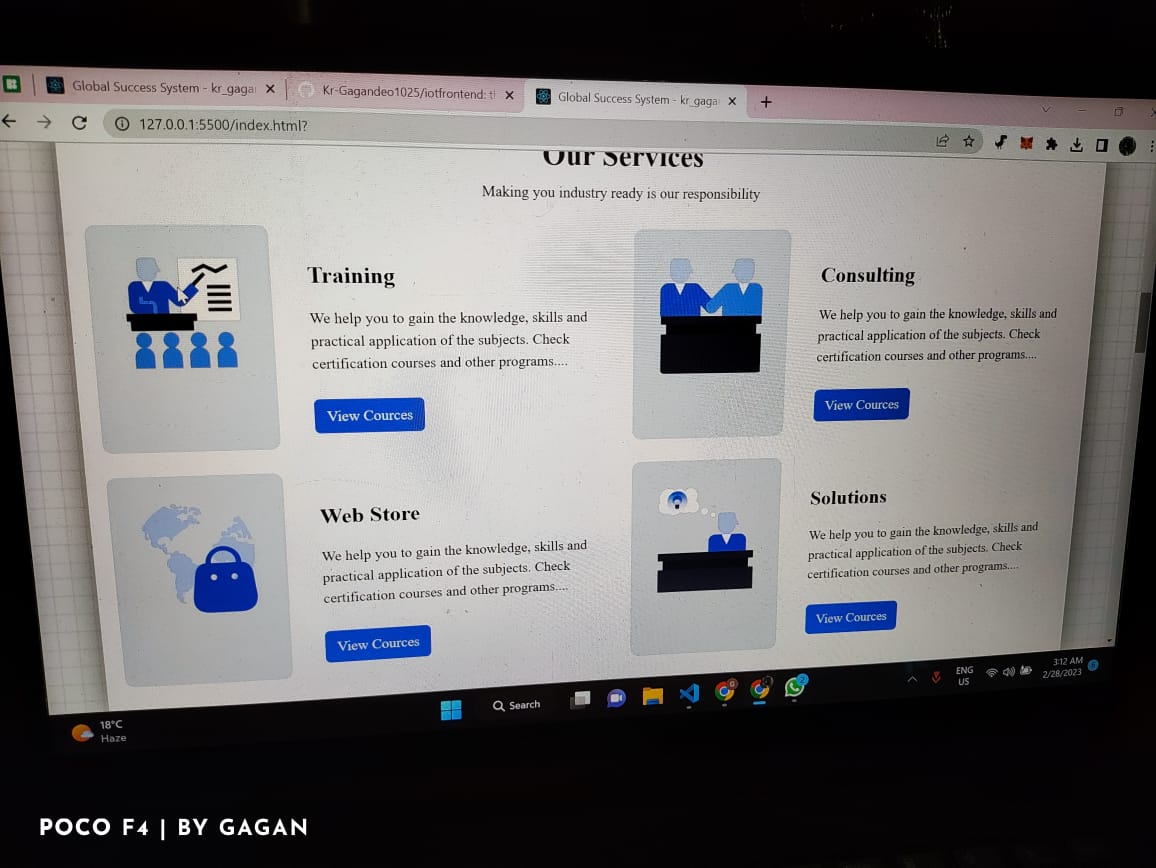 Global Success System - kr_gaga
Kr-Gagandeo1025/iotfrontend: tl
Global Success System - kr_gaga
127.0.0.1:5500/index.html?
Our Services
Making you industry ready is our responsibility
Training
We help you to gain the knowledge, skills and
practical application of the subjects. Check
certification courses and other programs....
View Cources
Consulting
We help you to gain the knowledge, skills and
practical application of the subjects. Check
certification courses and other programs....
View Cources
Web Store
We help you to gain the knowledge, skills and
practical application of the subjects. Check
certification courses and other programs....
View Cources
Solutions
We help you to gain the knowledge, skills and
practical application of the subjects. Check
certification courses and other programs....
View Cources
18°C
Haze
Search
G
2
ENG
US
3:12 AM
2/28/2023
POCO F4 | BY GAGAN